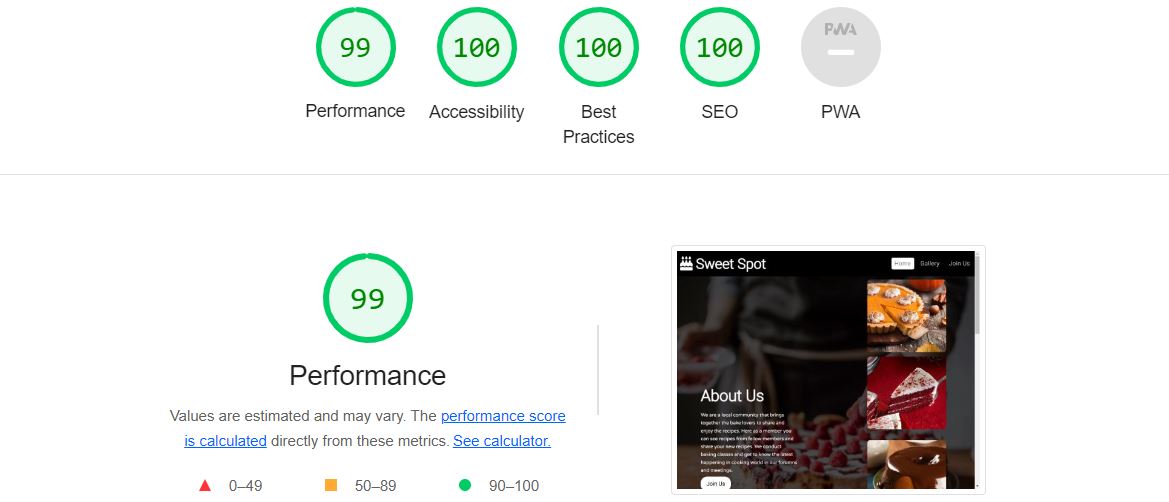 99
100
100
100
PWA
Performance
Accessibility
Best
Practices
SEO
PWA
99
Performance
Values are estimated and may vary. The performance score
is calculated directly from these metrics. See calculator.
0–49
50–89
90–100
Sweet Spot
Home
Gallery
Join Us
About Us
We are a local community that brings
together the bake lovers to share and
enjoy the recipes. Here as a member you
can see recipes from fellow members and
share your new recipes. We conduct
baking classes and get to know the latest
happening in cooking world in our foromns
and meetings.
Join Us